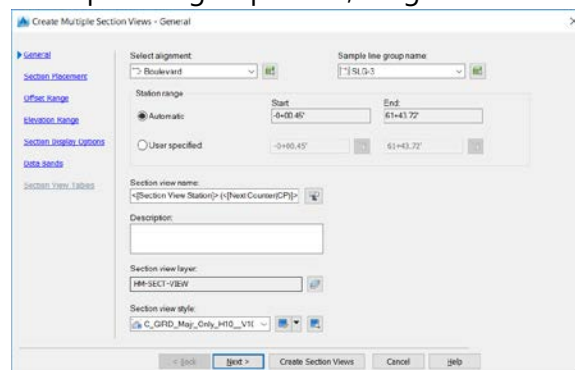 Create Multiple Section Views - General
General
Section Placement
Offset Range
Elevation Range
Section Display Options
Data Bands
Section View Tables
Select alignment:
Boulevard
Sample line group name:
SLG-3
Station range
Automatic
Start:
-0+00.45'
End:
61+43.72'
User specified:
-0+00.45'
61+43.72'
Section view name:
<[Section View Station]> (<[Next Counter(CP)]>
Description:
Section view layer:
HM-SECT-VIEW
Section view style:
C_GIRD_Majr_Only_H10__V1(
< Back
Next >
Create Section Views
Cancel
Help